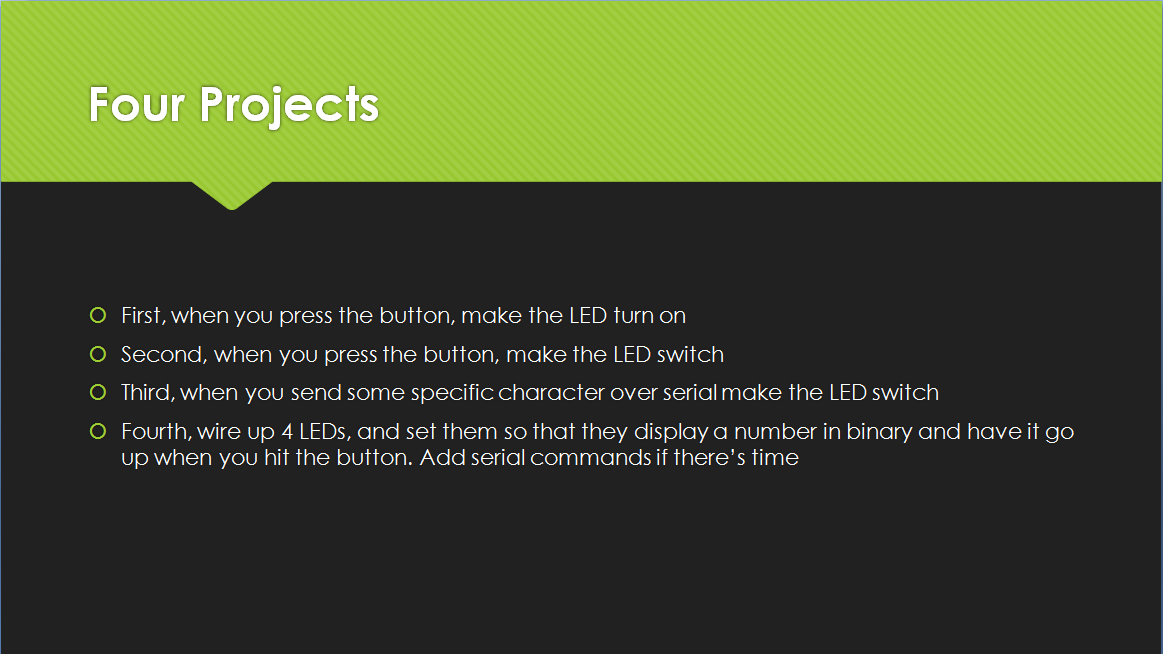 Four Projects
First, when you press the button, make the LED turn on
Second, when you press the button, make the LED switch
Third, when you send some specific character over serial make the LED switch
Fourth, wire up 4 LEDs, and set them so that they display a number in binary and have it go
up when you hit the button. Add serial commands if there’s time